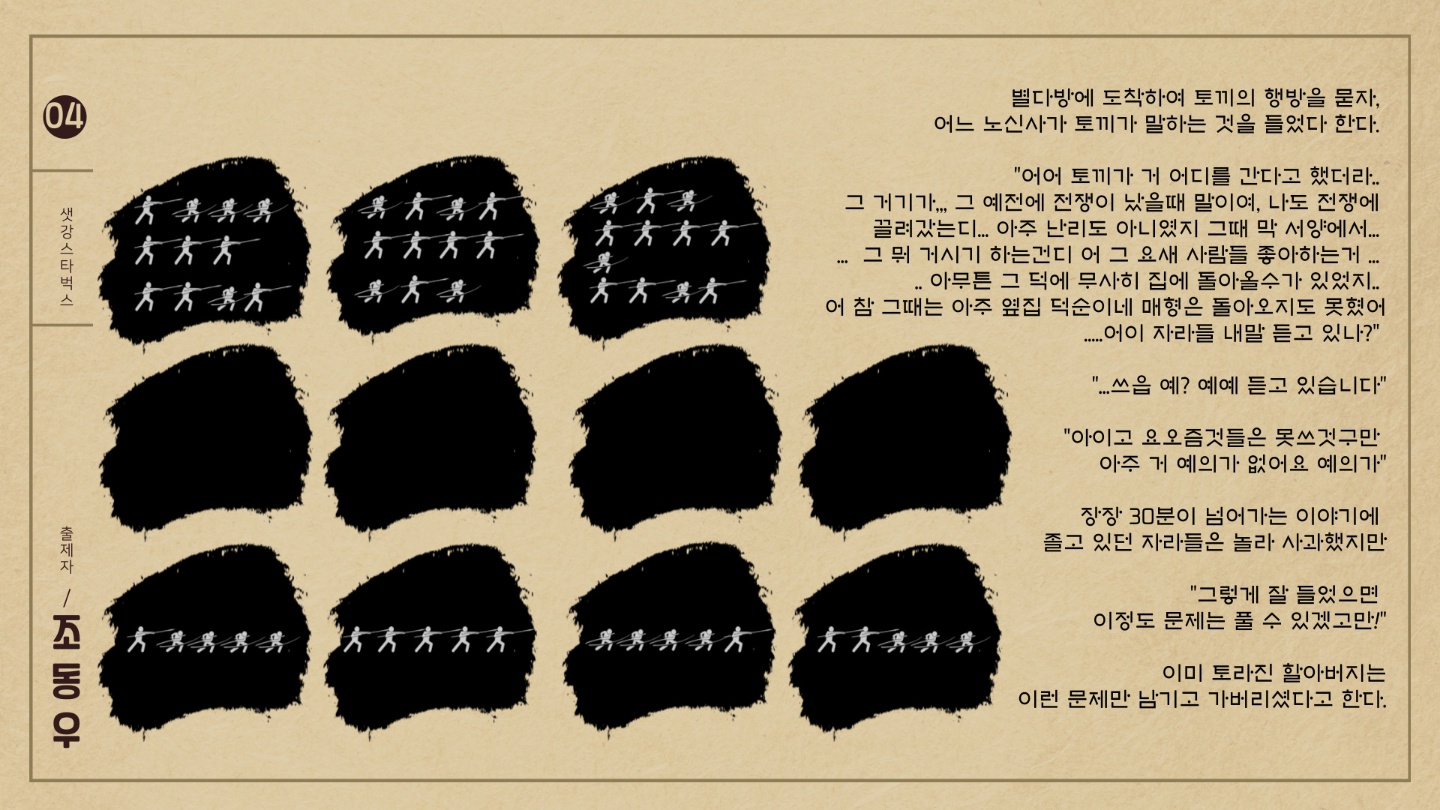 04
샛강스타벅스
출제자 / 조동우
별다방에 도착하여 토끼의 행방을 묻자,
어느 노신사가 토끼가 말하는 것을 들었다 한다.
"어어 토끼가 거 어디를 간다고 했더라..
그 거기가,,, 그 예전에 전쟁이 났을때 말이여, 나도 전쟁에
끌려갔는디... 아주 난리도 아니였지 그때 막 서양에서...
... 그 뭐 거시기 하는건디 어 그 요새 사람들 좋아하는거 ...
.. 아무튼 그 덕에 무사히 집에 돌아올수가 있었지..
어 참 그때는 아주 옆집 덕순이네 매형은 돌아오지도 못했어
.....어이 자라들 내말 듣고 있나?"
"...쓰읍 예? 예예 듣고 있습니다"
"아이고 요오즘것들은 못쓰것구만
아주 거 예의가 없어요 예의가"
장장 30분이 넘어가는 이야기에
졸고 있던 자라들은 놀라 사과했지만
"그렇게 잘 들었으면
이정도 문제는 풀 수 있겠고만!"
이미 토라진 할아버지는
이런 문제만 남기고 가버리셨다고 한다.